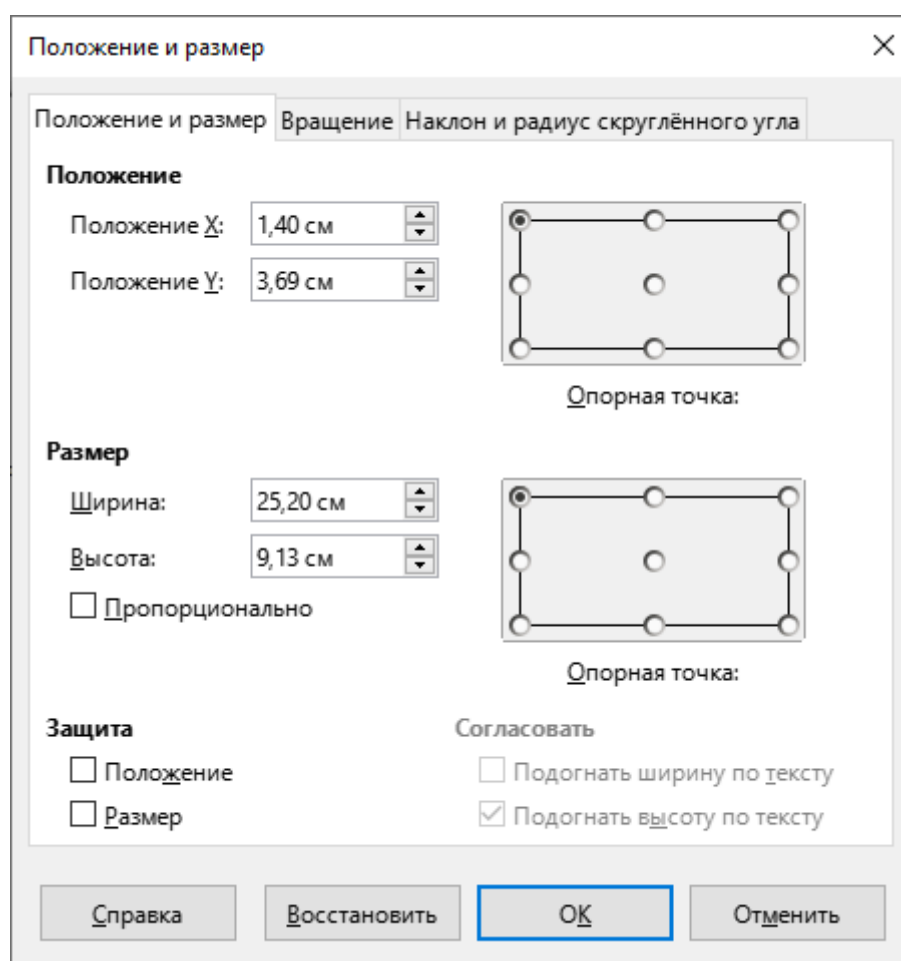 Положение и размер
Положение и размер Вращение Наклон и радиус скруглённого угла
Положение
Положение X: 1,40 см
Положение Y: 3,69 см
Опорная точка:
Размер
Ширина: 25,20 см
Высота: 9,13 см
Пропорционально
Опорная точка:
Защита Согласовать
Положение Подогнать ширину по тексту
Размер Подогнать высоту по тексту
Справка Восстановить ОК Отменить